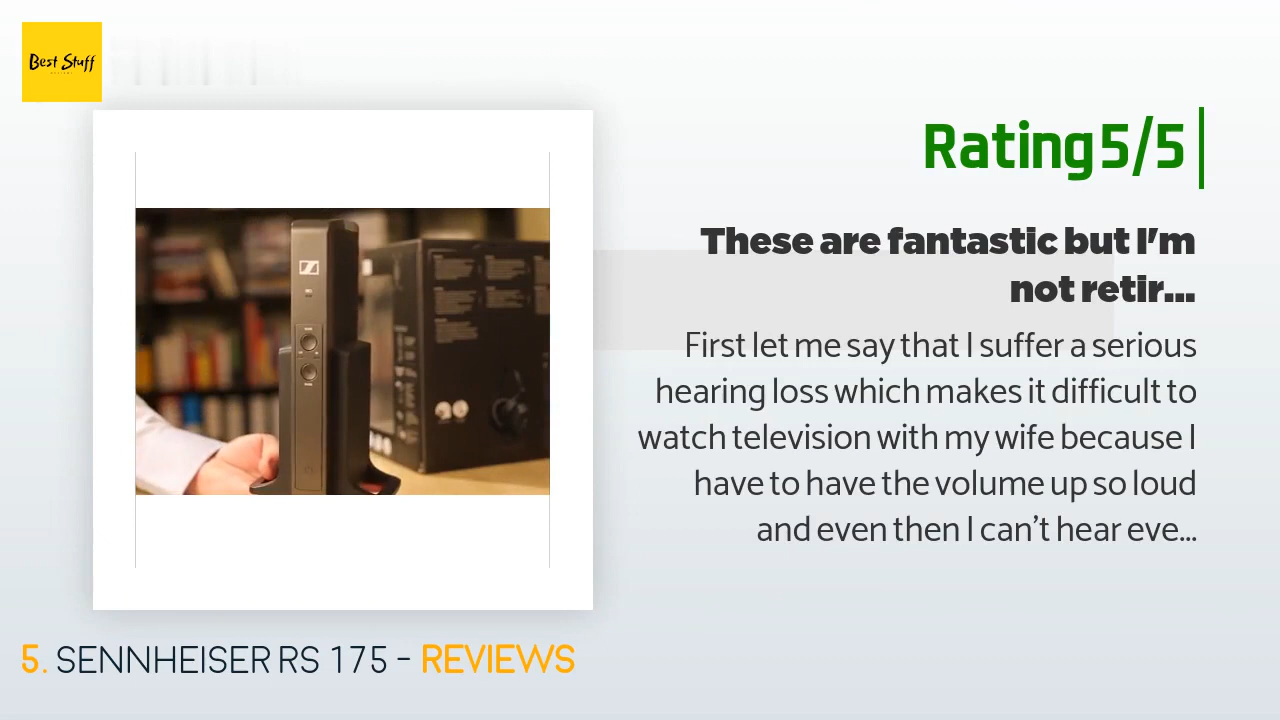 Best Stuff
Rating 5/5
These are fantastic but I'm
not retir...
First let me say that I suffer a serious
hearing loss which makes it difficult to
watch television with my wife because I
have to have the volume up so loud
and even then I can't hear eve...
5. SENNHEISER RS 175 - REVIEWS